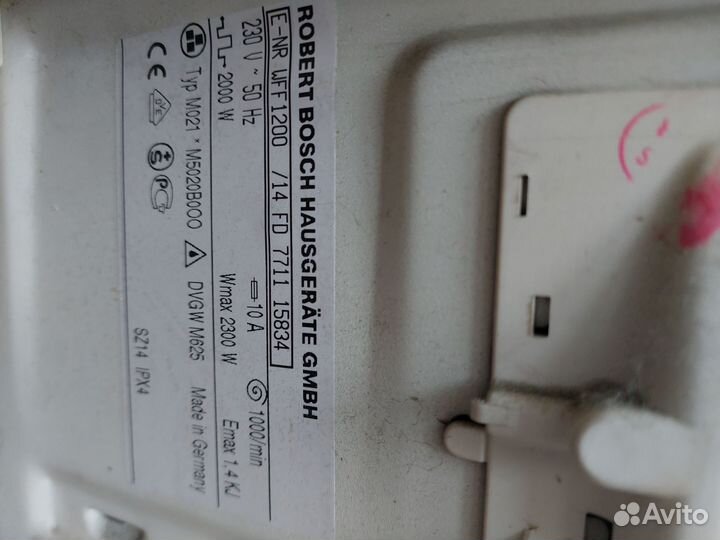 ROBERT BOSCH HAUSGERÄTE GMBH
E-NR WFF1200 /14 FD 7711 15834
230 V ~ 50 Hz 10 A 1000/min
2000 W Wmax 2300 W Emax 1,4 KJ
Typ M021 * M5020B000 DVGW M625 Made in Germany
CE SZ14 IPX4
Avito